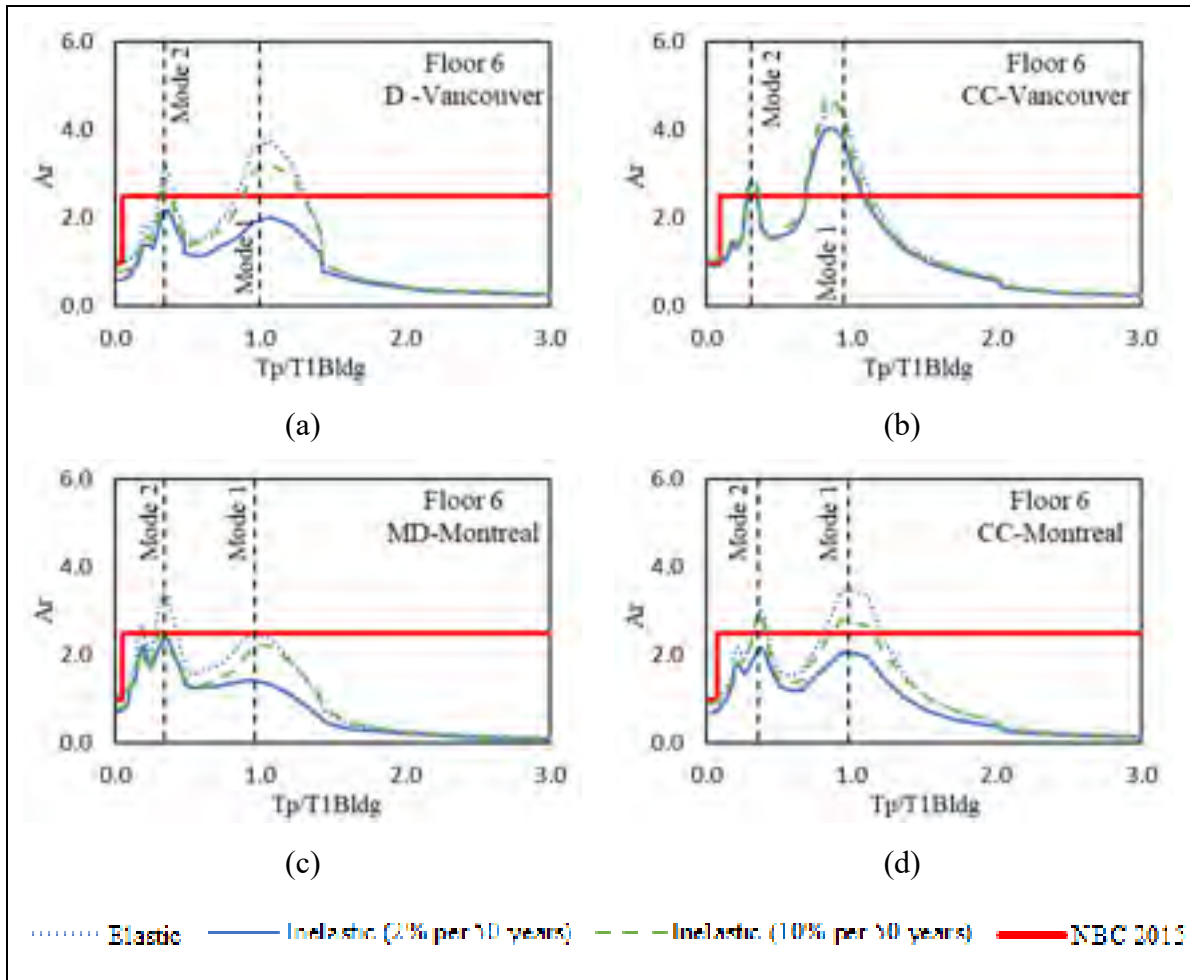 6.0
4.0
2.0
0.0
Ar
Mode 2
Mode 1
Floor 6
D -Vancouver
0.0 1.0 2.0 3.0
Tp/T1Bldg
(a)
6.0
4.0
2.0
0.0
Ar
Mode 2
Mode 1
Floor 6
CC-Vancouver
0.0 1.0 2.0 3.0
Tp/T1Bldg
(b)
6.0
4.0
2.0
0.0
Ar
Mode 2
Mode 1
Floor 6
MD-Montreal
0.0 1.0 2.0 3.0
Tp/T1Bldg
(c)
6.0
4.0
2.0
0.0
Ar
Mode 2
Mode 1
Floor 6
CC-Montreal
0.0 1.0 2.0 3.0
Tp/T1Bldg
(d)
Elastic Inelastic (2% per 50 years) Inelastic (10% per 50 years) NBC